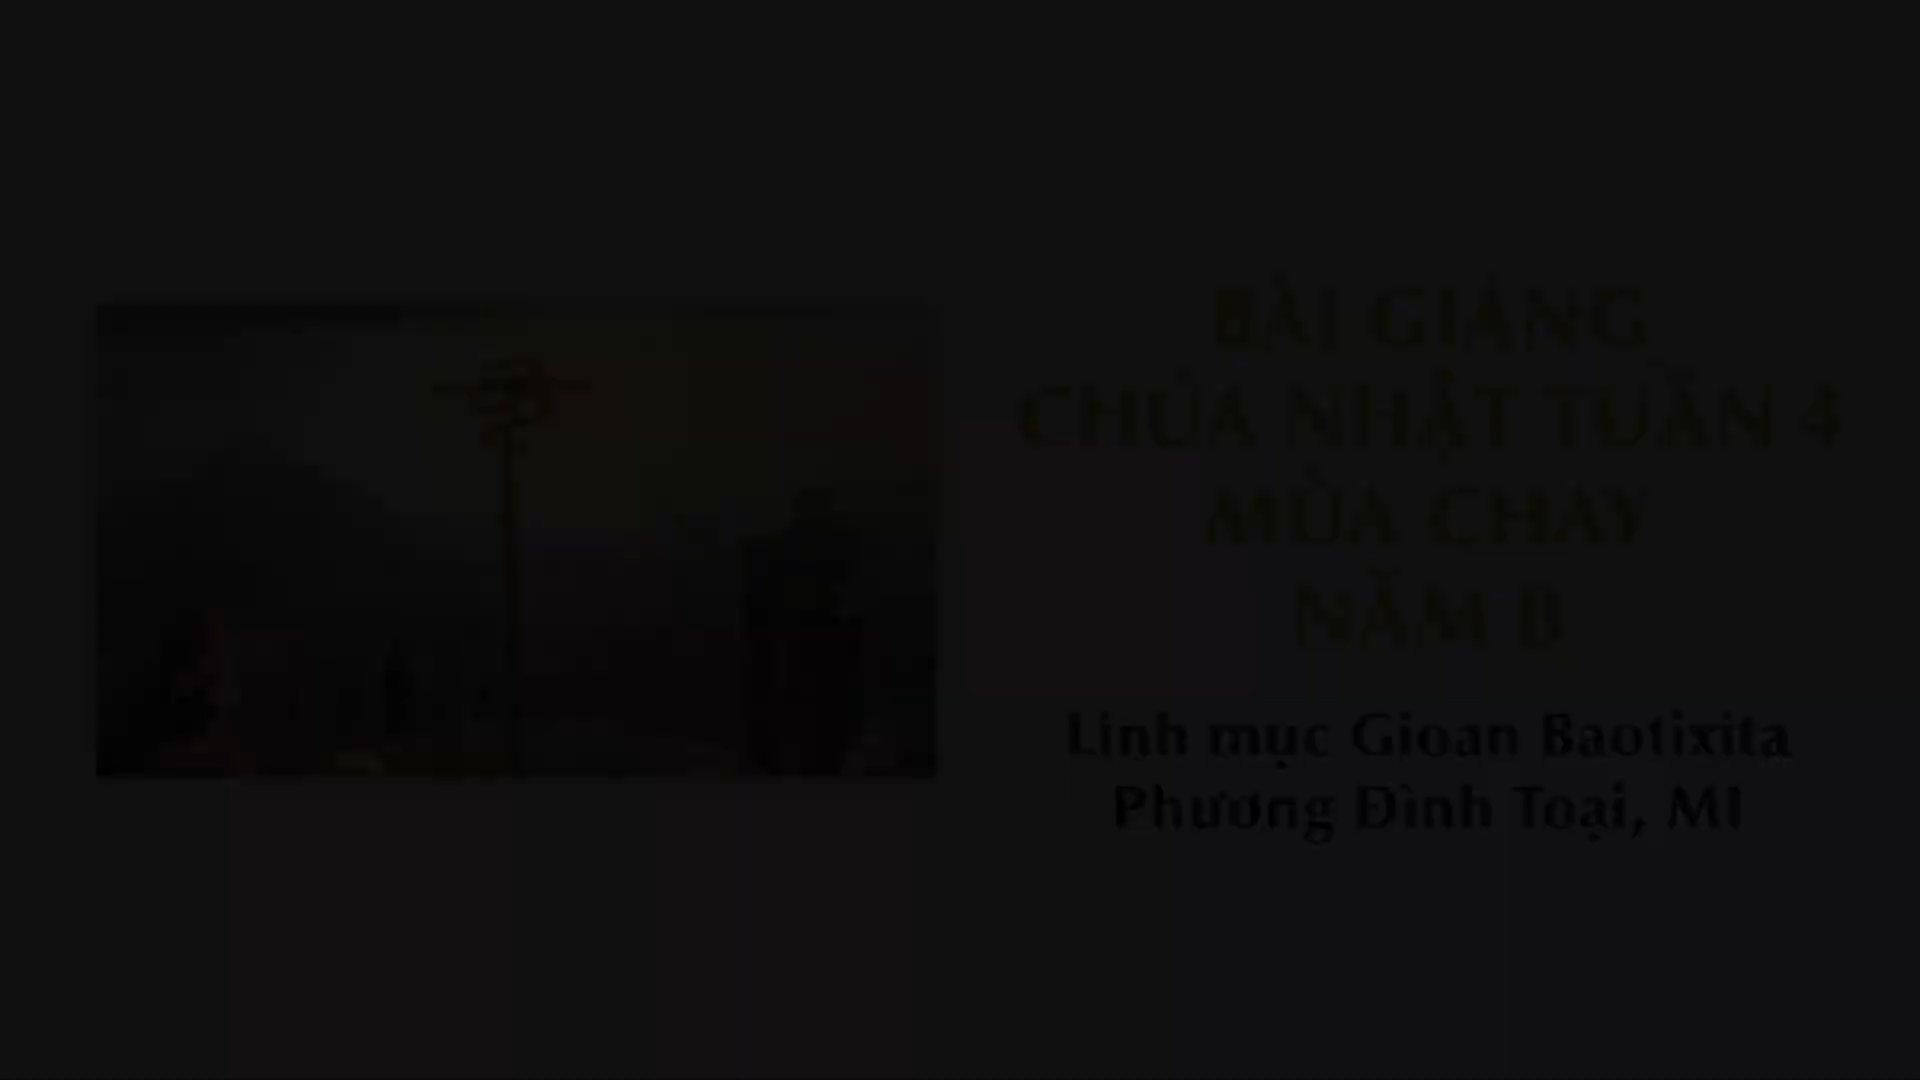 BÀI GIẢNG
CHÚA NHẬT TUẦN 4
MÙA CHAY
NĂM B
Linh mục Gioan Baotixita
Phương Đình Toại, MI